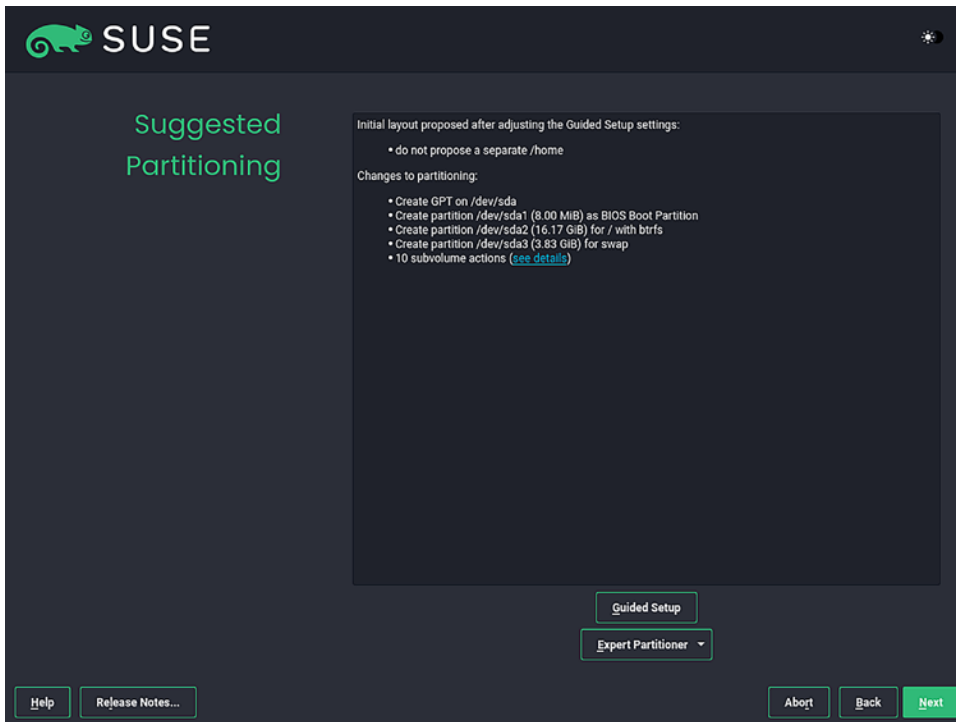 SUSE
Suggested
Partitioning
Initial layout proposed after adjusting the Guided Setup settings:
• do not propose a separate /home
Changes to partitioning:
• Create GPT on /dev/sda
• Create partition /dev/sda1 (8.00 MiB) as BIOS Boot Partition
• Create partition /dev/sda2 (16.17 GiB) for / with btrfs
• Create partition /dev/sda3 (3.83 GiB) for swap
• 10 subvolume actions (see details)
Guided Setup
Expert Partitioner
Help Release Notes... Abort Back Next